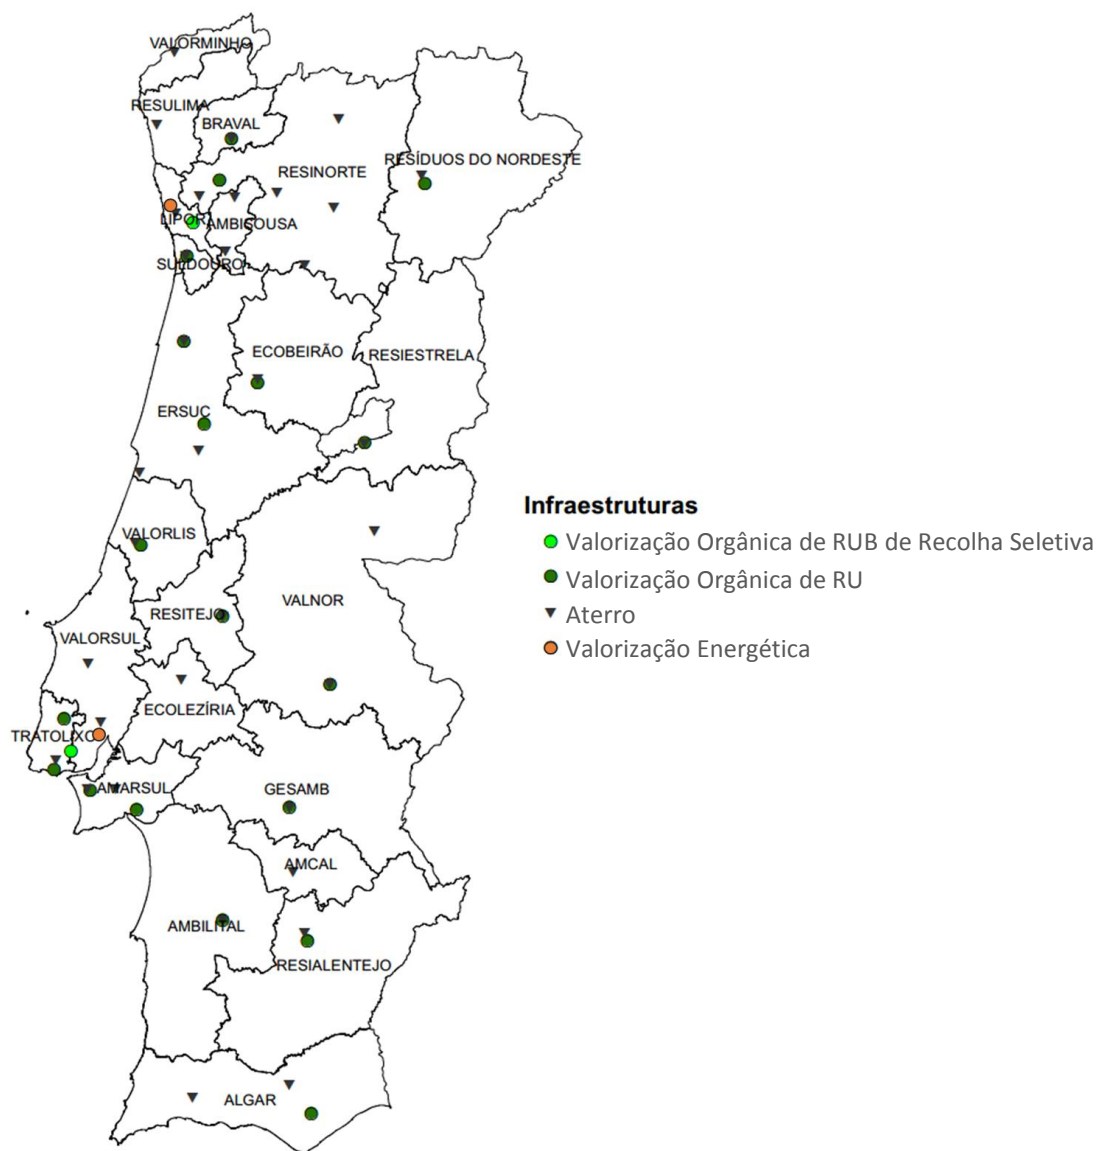 VALORMINHO
RESULIMA
BRAVAL
RESÍDUOS DO NORDESTE
RESINORTE
LIPOR
AMBISOUSA
SULDOURO
ECOBEIRÃO
RESIESTRELA
ERSUC
Infraestruturas
VALORLIS
Valorização Orgânica de RUB de Recolha Seletiva
Valorização Orgânica de RU
VALNOR
RESITEJO
Aterro
VALORSUL
Valorização Energética
ECOLEZÍRIA
TRATOLIXO
AMARSUL
GESAMB
AMCAL
AMBILITAL
RESIALENTEJO
ALGAR